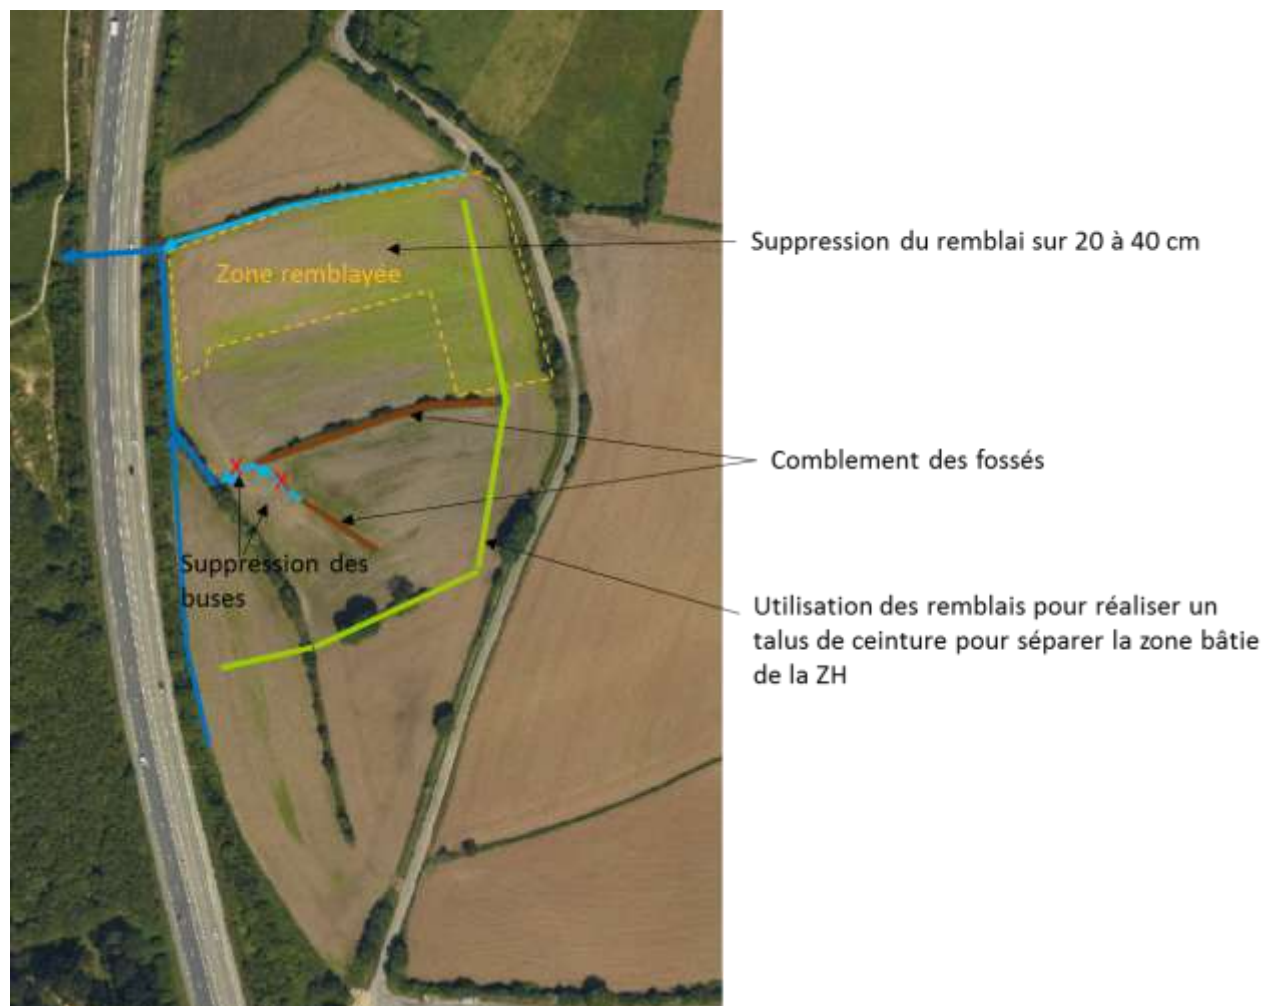 Suppression du remblai sur 20 à 40 cm
Zone remblayée
Comblement des fossés
Suppression des
buses
Utilisation des remblais pour réaliser un
talus de ceinture pour séparer la zone bâtie
de la ZH